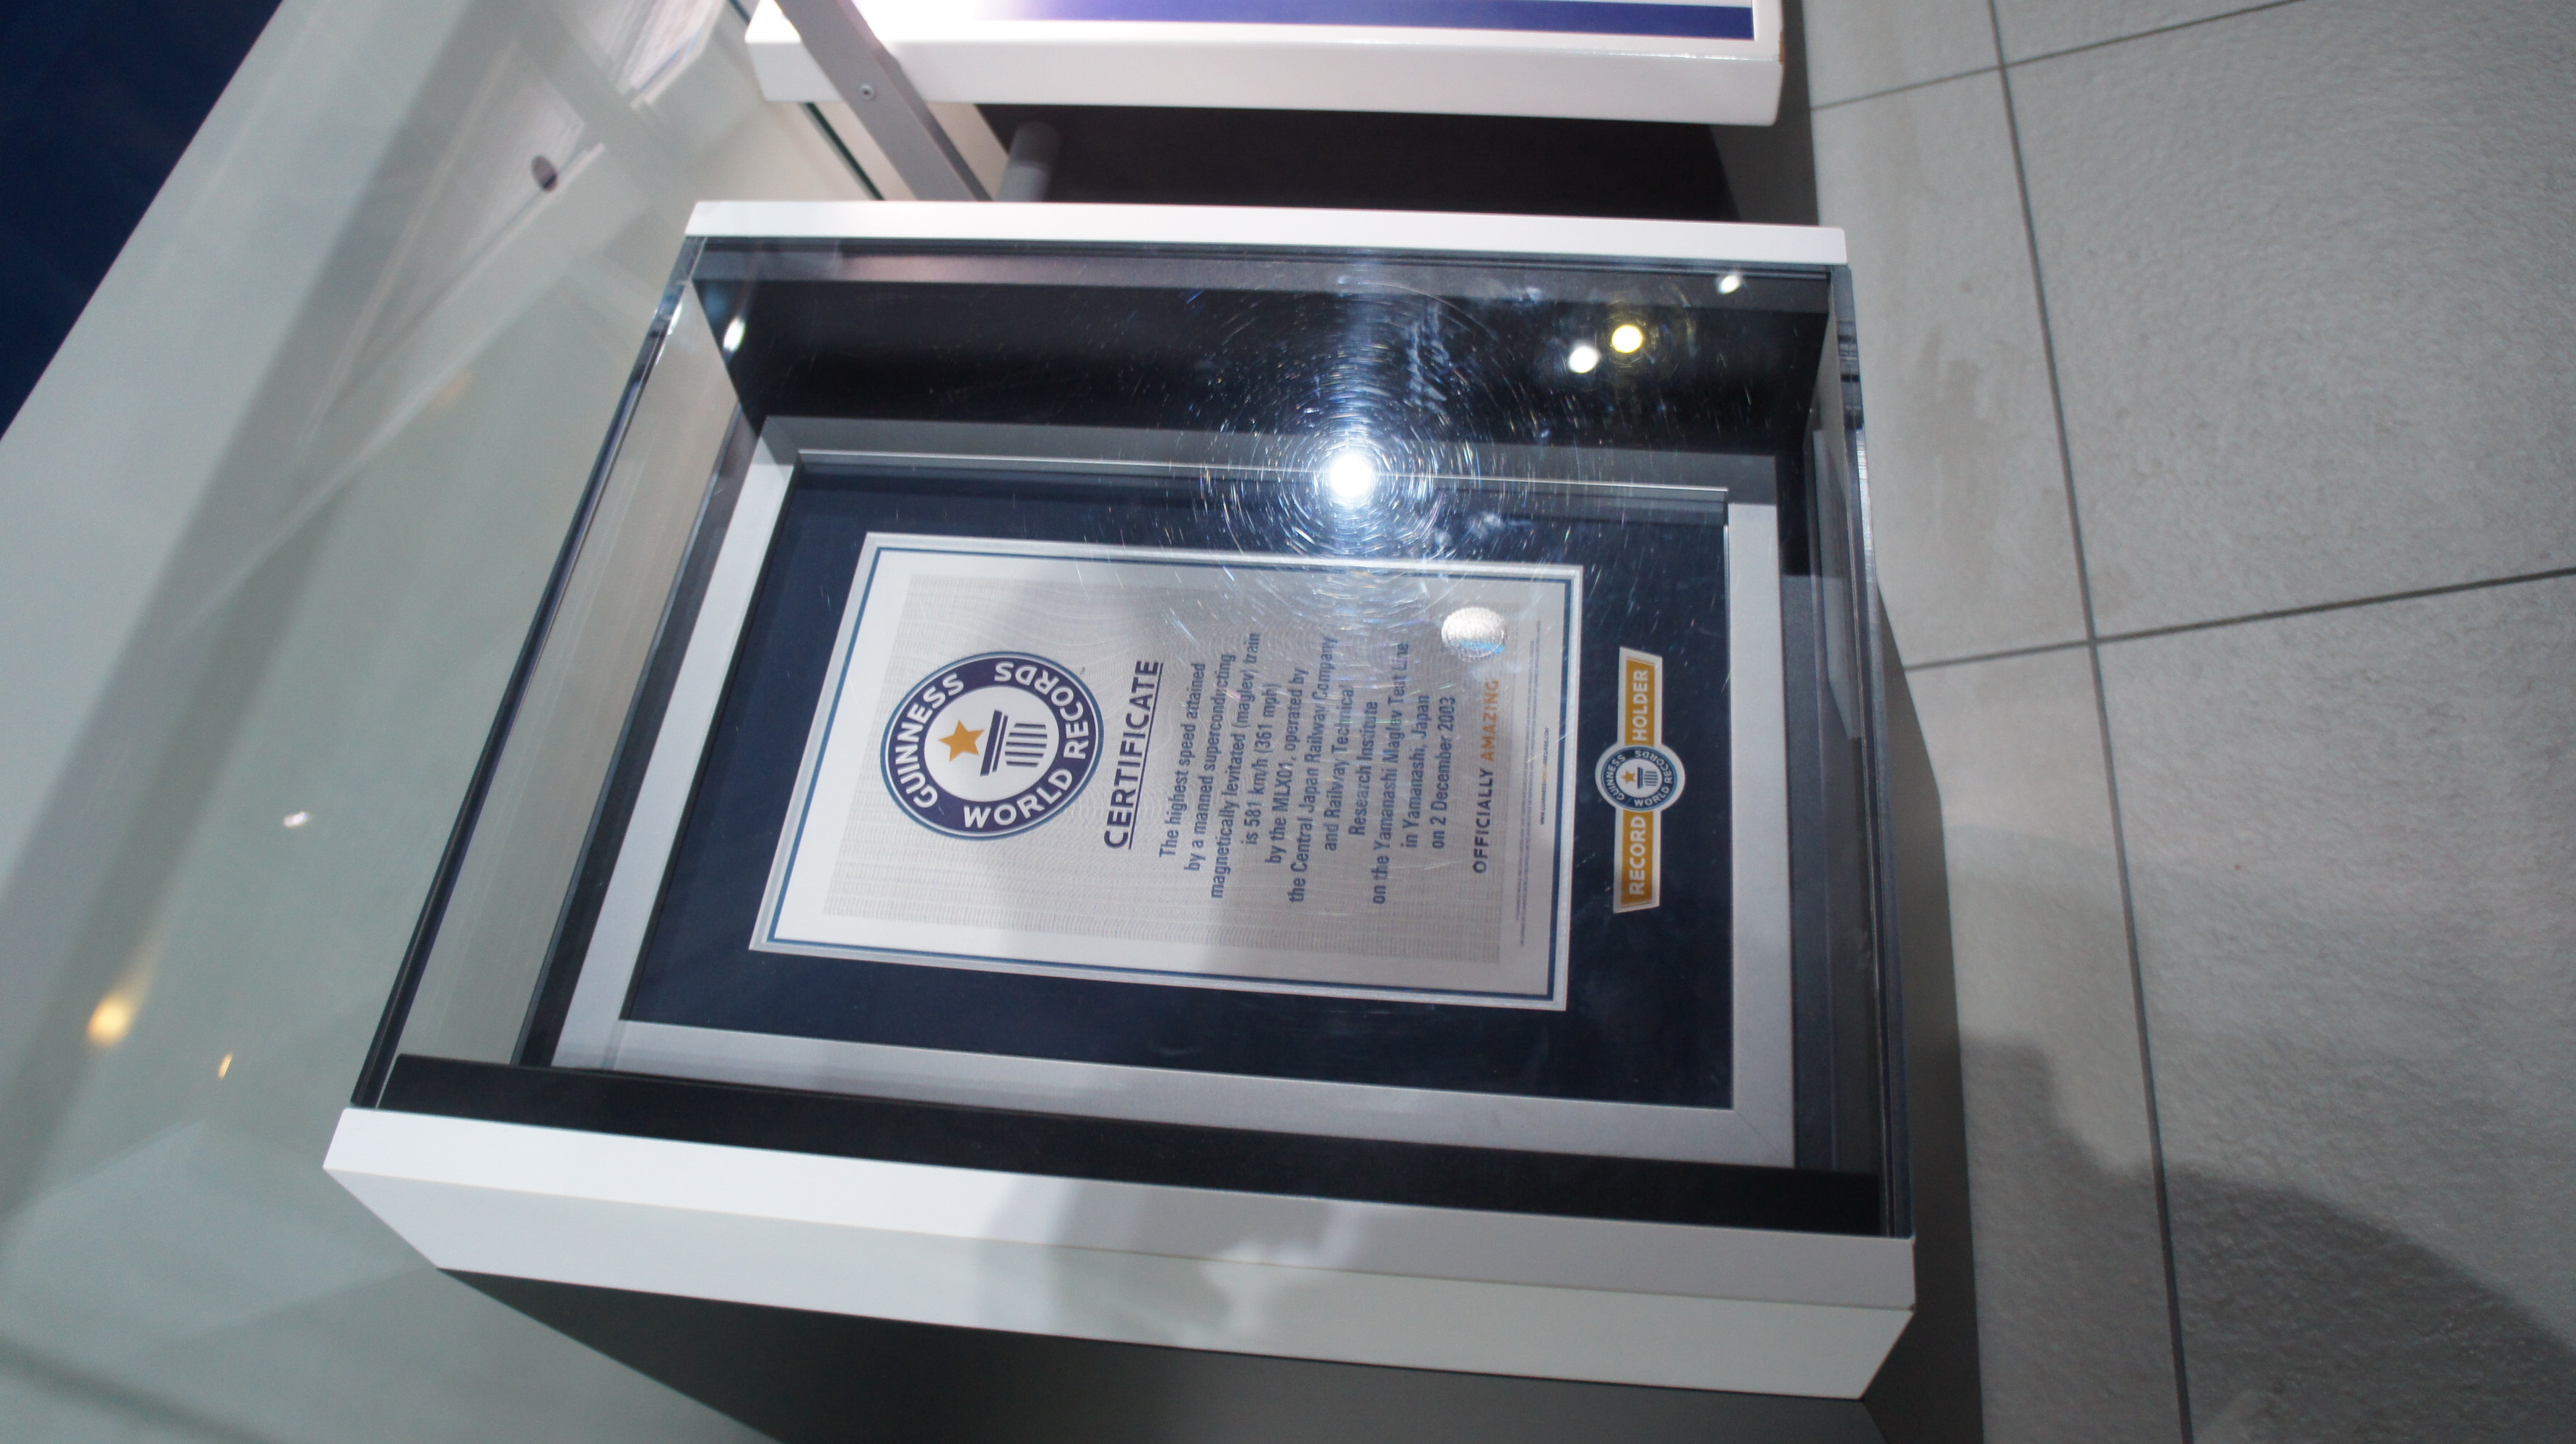 GUINNESS WORLD RECORDS
™
CERTIFICATE
The highest speed attained
by a manned superconducting
magnetically levitated (maglev) train
is 581 km/h (361 mph)
by the MLX01, operated by
the Central Japan Railway Company
and Railway Technical
Research Institute
on the Yamanashi Maglev Test Line
in Yamanashi, Japan
on 2 December 2003
OFFICIALLY AMAZING
RECORD HOLDER
GUINNESS WORLD RECORDS